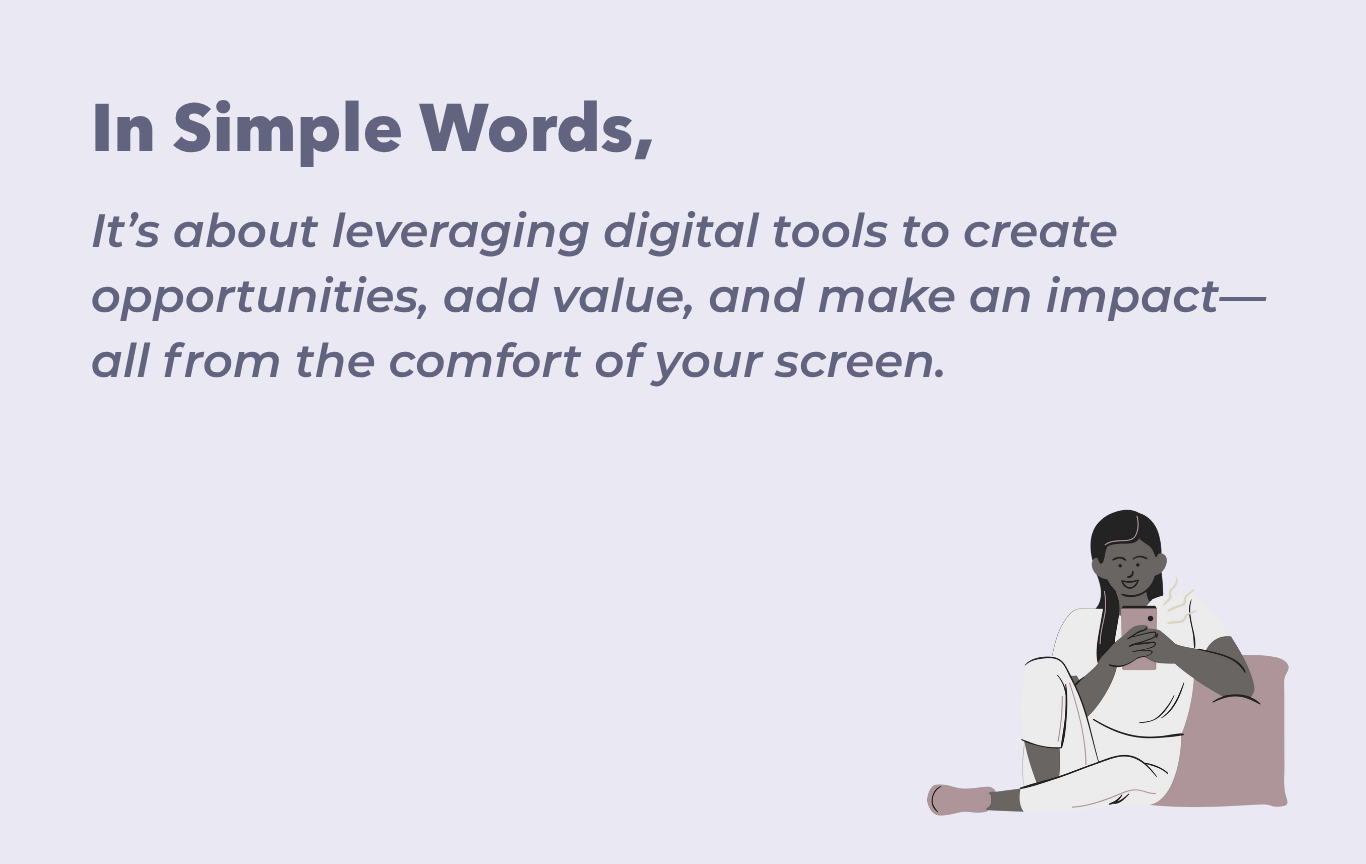 In Simple Words,
It’s about leveraging digital tools to create
opportunities, add value, and make an impact—
all from the comfort of your screen.